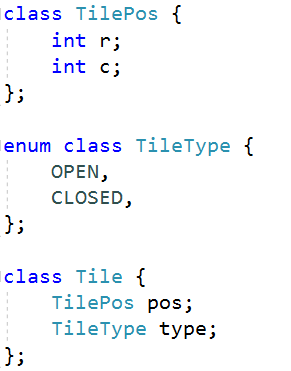 class TilePos {
    int r;
    int c;
};

enum class TileType {
    OPEN,
    CLOSED,
};

class Tile {
    TilePos pos;
    TileType type;
};